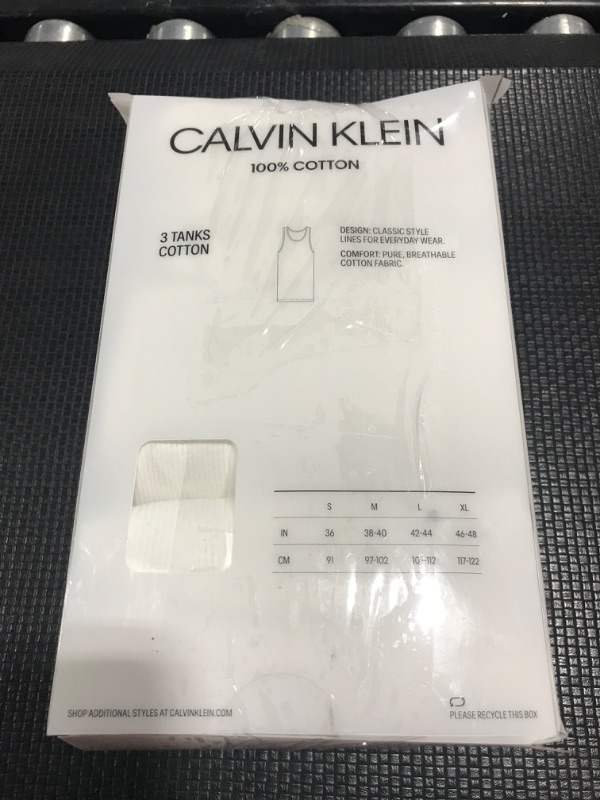 CALVIN KLEIN
100% COTTON
3 TANKS
COTTON
DESIGN: CLASSIC STYLE
LINES FOR EVERYDAY WEAR.
COMFORT: PURE, BREATHABLE
COTTON FABRIC.
S M L XL
IN 36 38-40 42-44 46-48
CM 91 97-102 107-112 117-122
SHOP ADDITIONAL STYLES AT CALVINKLEIN.COM
PLEASE RECYCLE THIS BOX